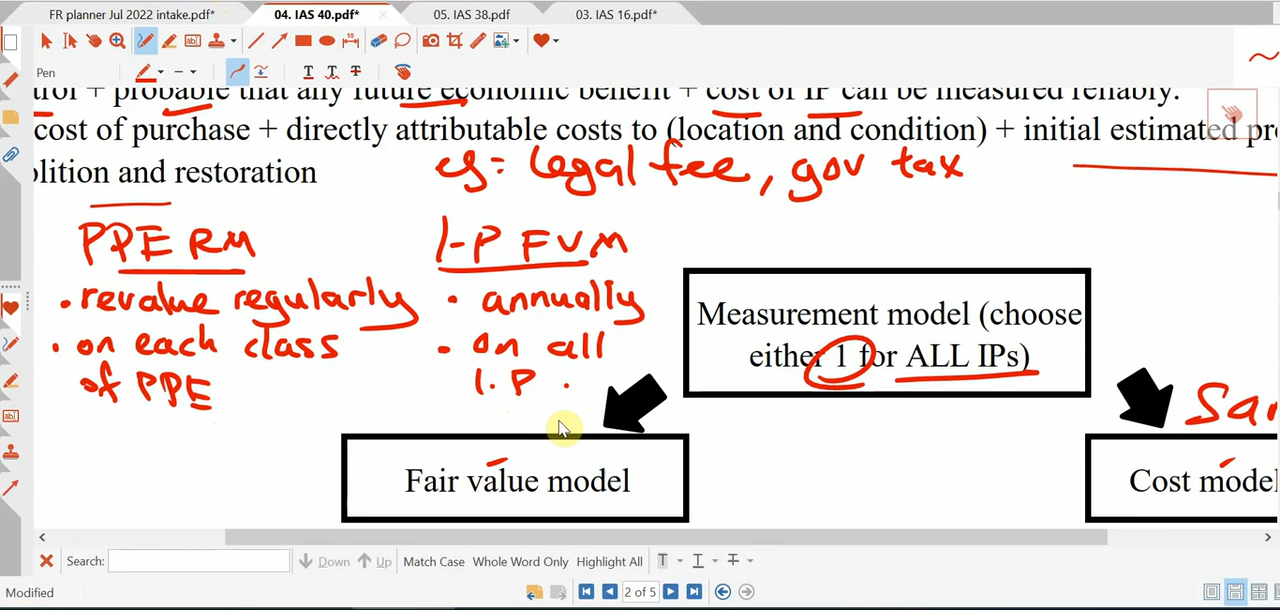 FR planner Jul 2022 intake.pdf*
04. IAS 40.pdf*
05. IAS 38.pdf
03. IAS 16.pdf*
Pen
probable that any future economic benefit + cost of IP can be measured reliably.
cost of purchase + directly attributable costs to (location and condition) + initial estimated
and restoration
eg: legal fee, gov tax
PPE RM
• revalue regularly
• on each class
of PPE
I-P FVM
• annually
• On all
I.P.
Measurement model (choose
either 1 for ALL IPs)
Fair value model
Cost model
Search:
Down
Up
Match Case
Whole Word Only
Highlight All
Modified
2 of 5